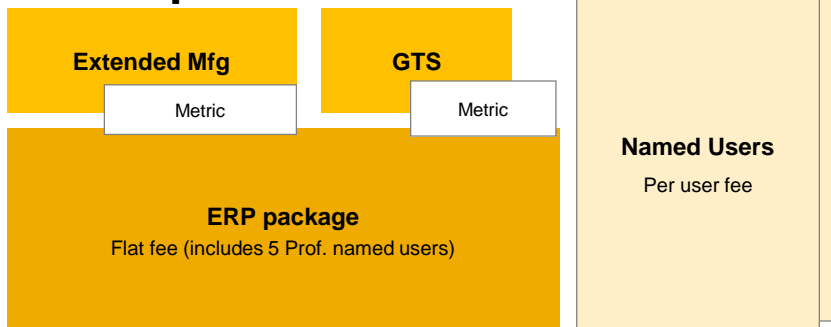 Extended Mfg
GTS
Metric
Metric
ERP package
Flat fee (includes 5 Prof. named users)
Named Users
Per user fee